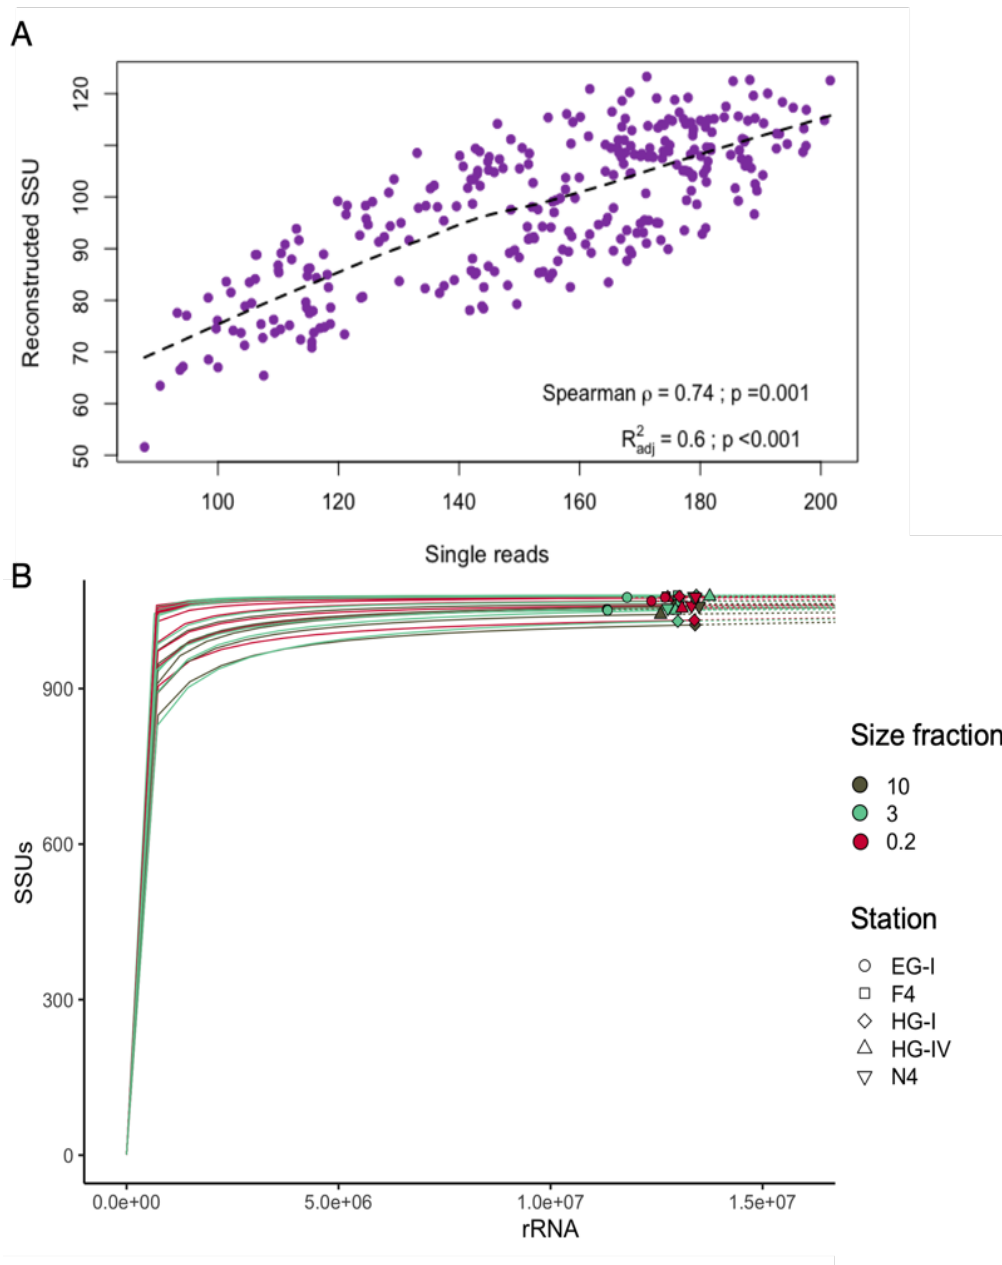 A
Reconstructed SSU
120
100
90
80
70
60
50
Spearman ρ = 0.74 ; p =0.001
R²adj = 0.6 ; p <0.001
100 120 140 160 180 200
Single reads
B
SSUs
900
600
300
0
0.0e+00 5.0e+06 1.0e+07 1.5e+07
rRNA
Size fraction
10
3
0.2
Station
EG-I
F4
HG-I
HG-IV
N4